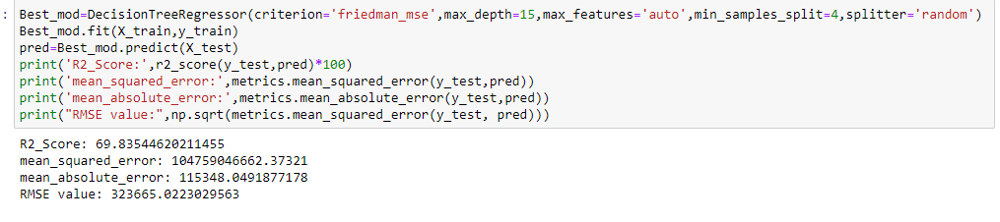 : Best_mod=DecisionTreeRegressor(criterion='friedman_mse',max_depth=15,max_features='auto',min_samples_split=4,splitter='random')
Best_mod.fit(X_train,y_train)
pred=Best_mod.predict(X_test)
print('R2_Score:',r2_score(y_test,pred)*100)
print('mean_squared_error:',metrics.mean_squared_error(y_test,pred))
print('mean_absolute_error:',metrics.mean_absolute_error(y_test,pred))
print("RMSE value:",np.sqrt(metrics.mean_squared_error(y_test, pred)))
R2_Score: 69.83544620211455
mean_squared_error: 104759046662.37321
mean_absolute_error: 115348.0491877178
RMSE value: 323665.0223029563